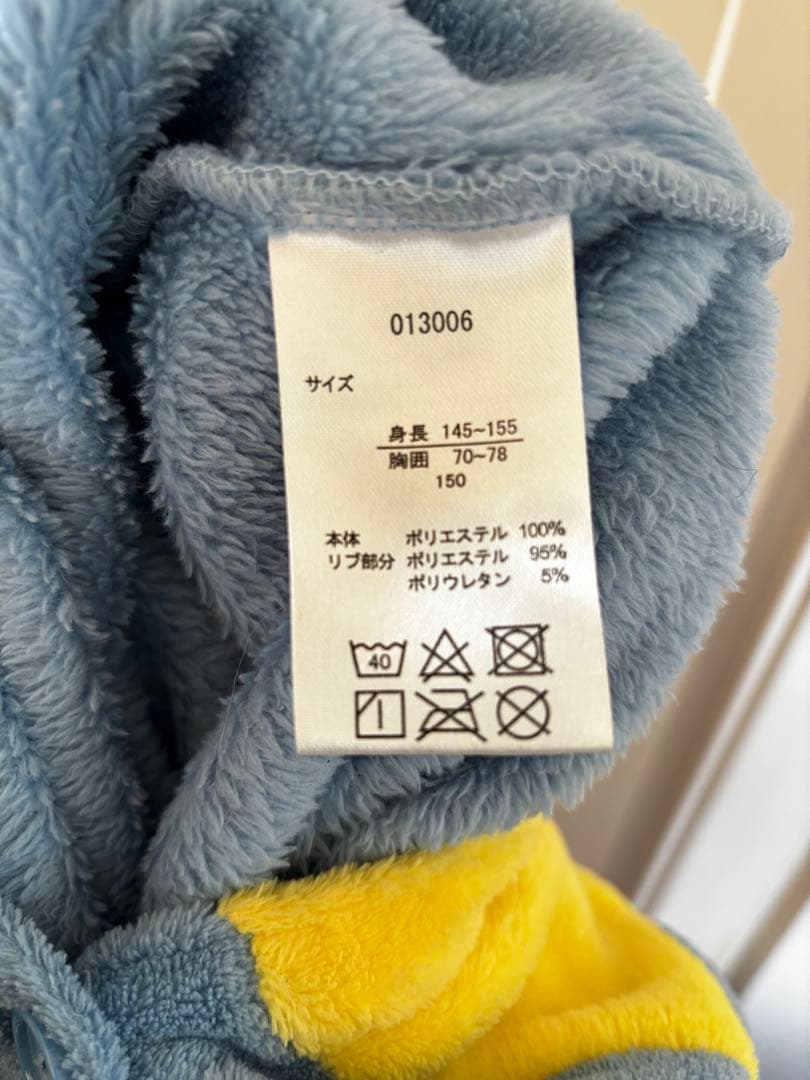 013006
サイズ
身長 145~155
胸囲 70~78
150
本体 ポリエステル 100%
リブ部分 ポリエステル 95%
ポリウレタン 5%
40